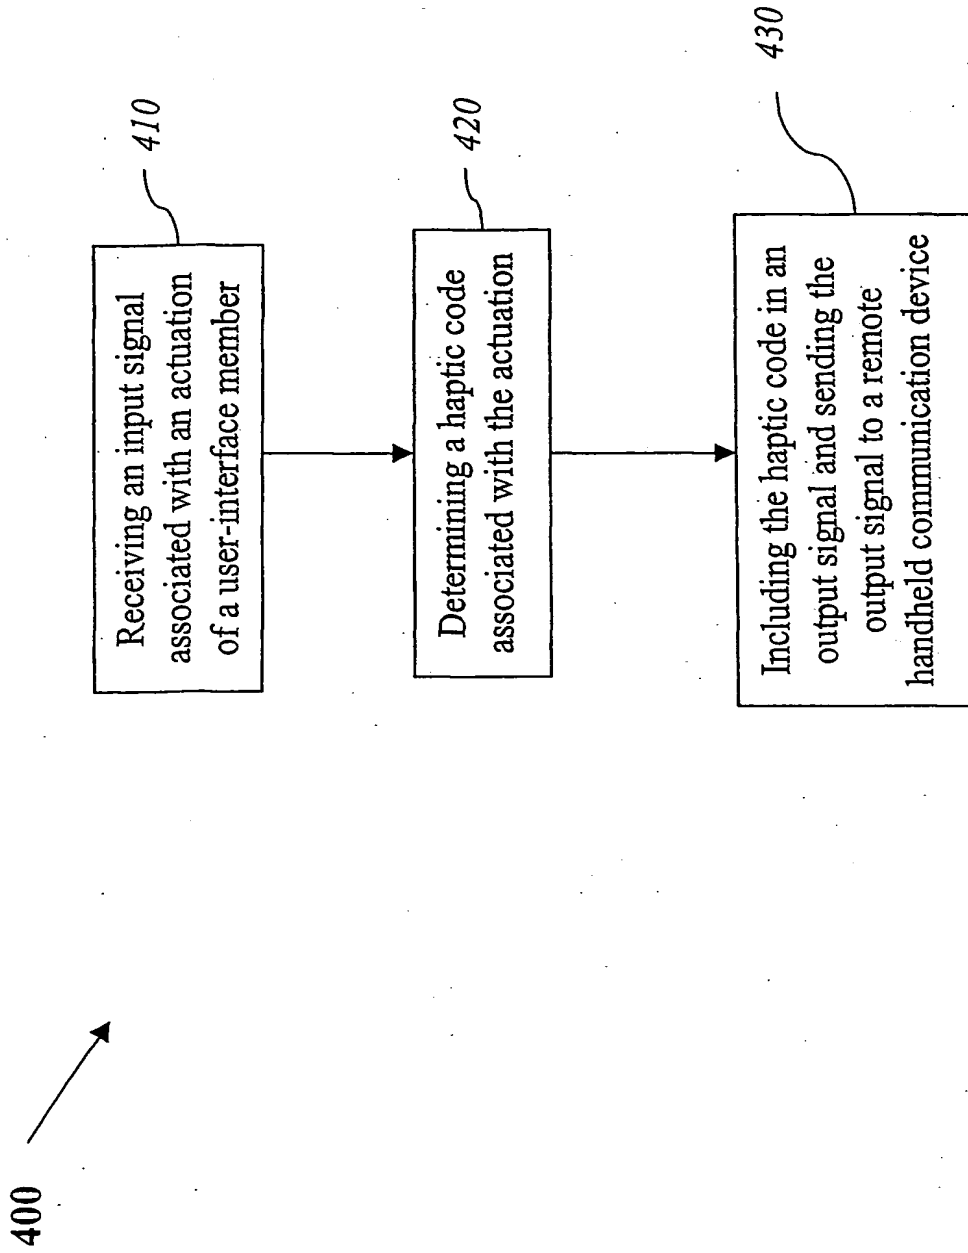 400
410
Receiving an input signal
associated with an actuation
of a user-interface member
420
Determining a haptic code
associated with the actuation
430
Including the haptic code in an
output signal and sending the
output signal to a remote
handheld communication device